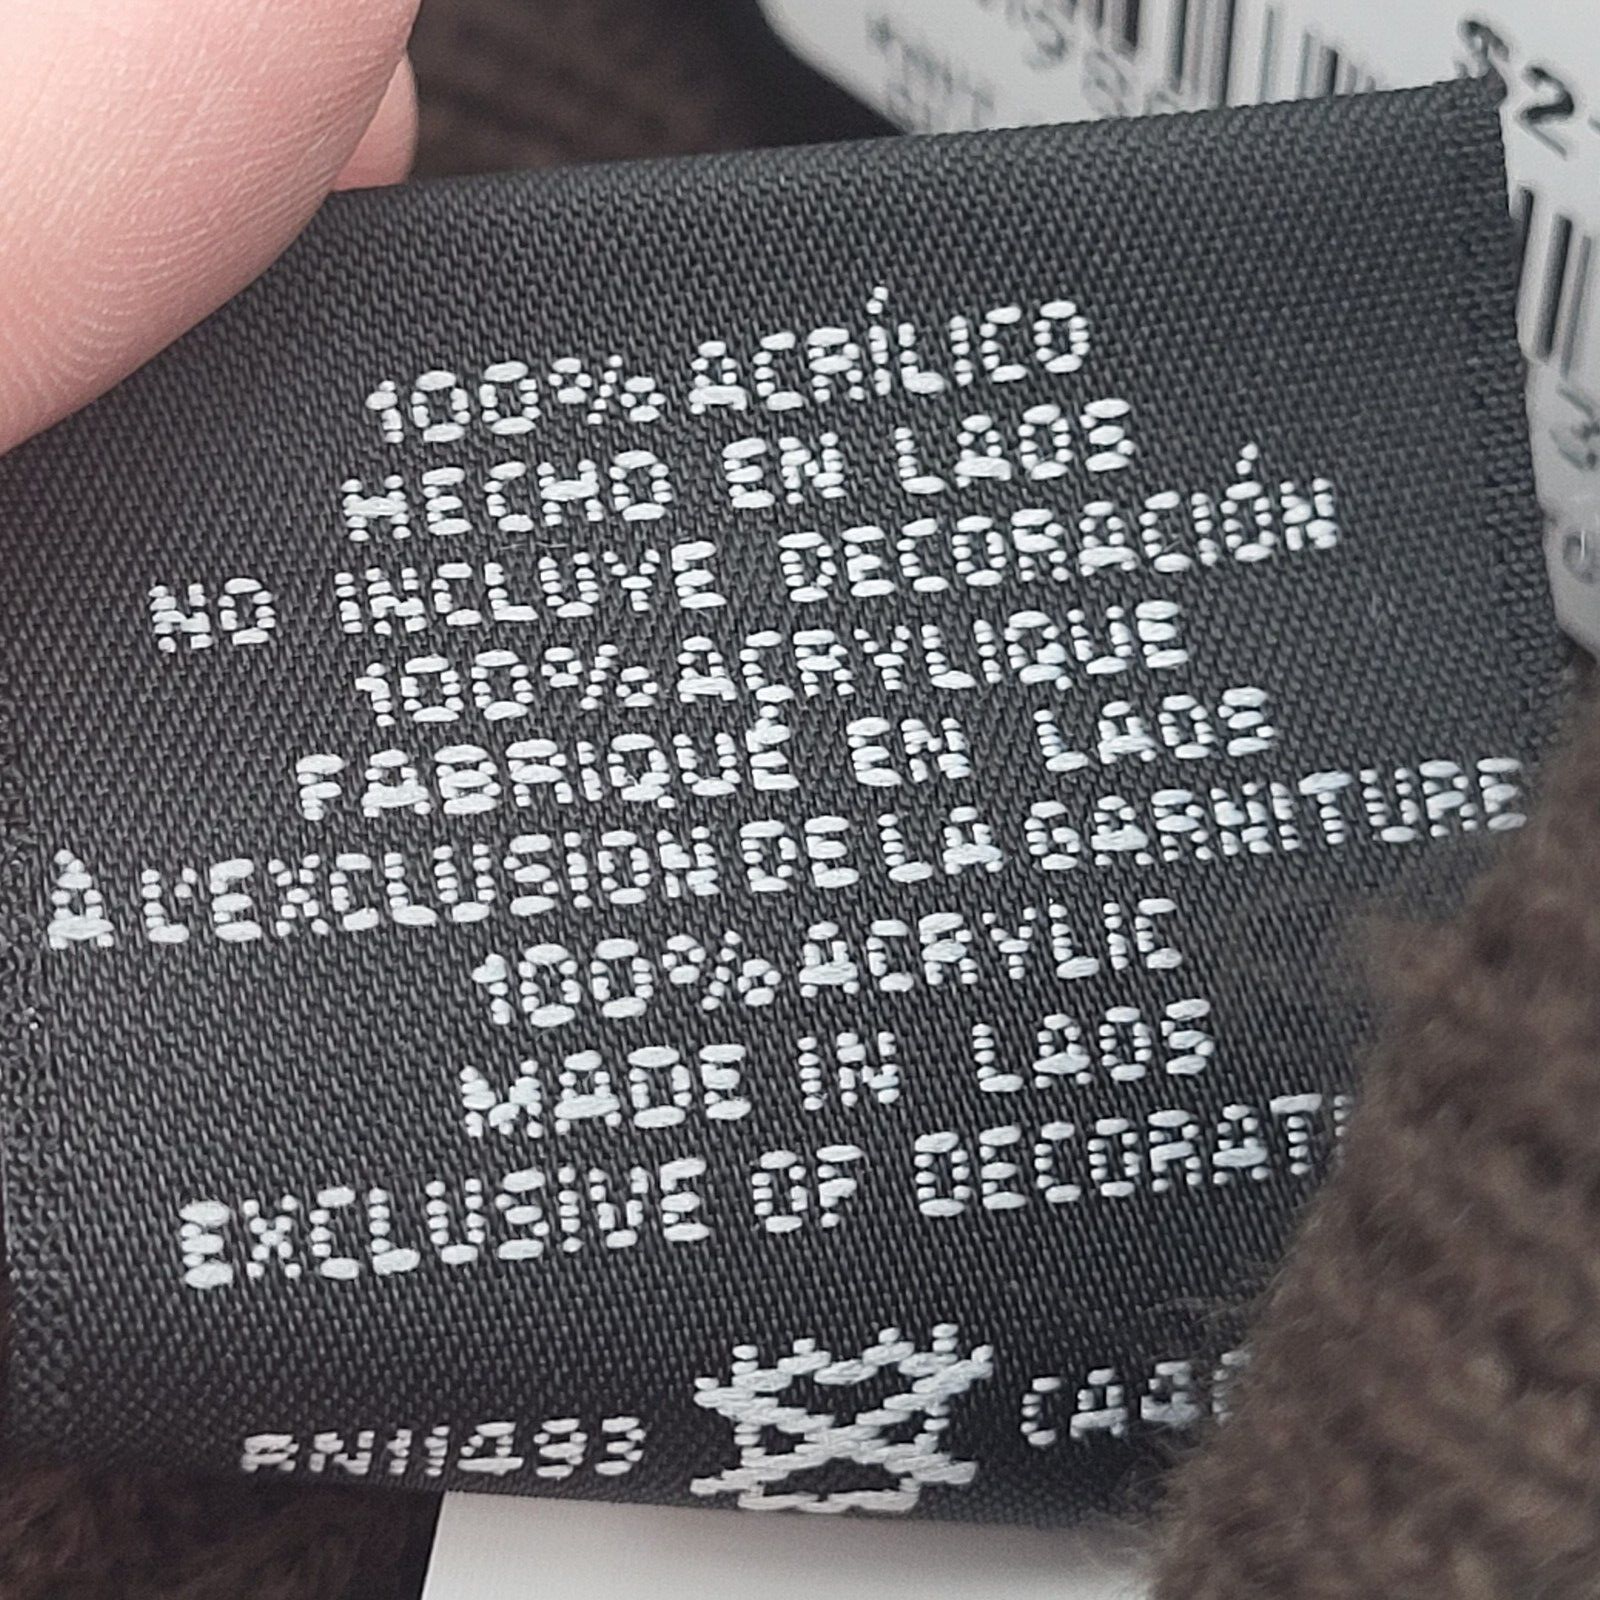 100% ACRÍLICO
HECHO EN LAOS
NO INCLUYE DECORACIÓN
100% ACRYLIQUE
FABRIQUÉ EN LAOS
À L'EXCLUSION DE LA GARNITURE
100% ACRYLIC
MADE IN LAOS
EXCLUSIVE OF
RN11493